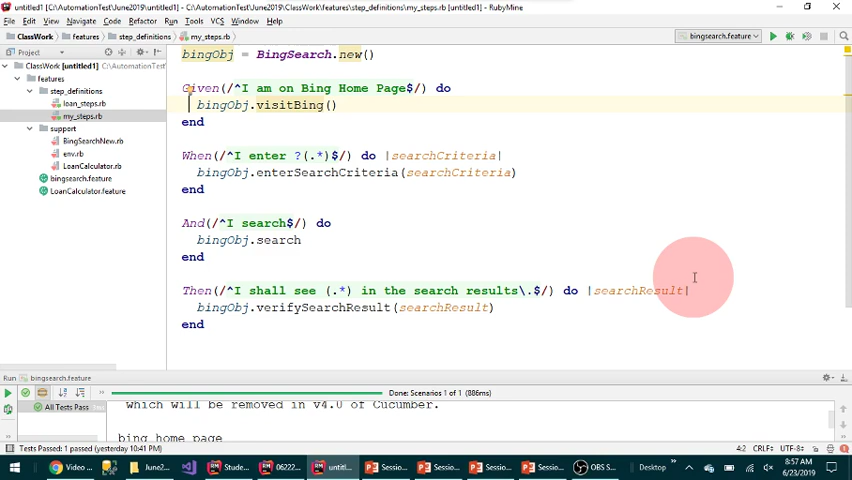 untitled1 [C:\AutomationTest\June2019\untitled1] - ...\features\step_definitions\my_steps.rb [untitled1] - RubyMine
File Edit View Navigate Code Refactor Run Tools VCS Window Help
ClassWork features step_definitions my_steps.rb bingsearch.feature
Project
ClassWork [untitled1] C:\AutomationTest
features
step_definitions
loan_steps.rb
my_steps.rb
support
BingSearchNew.rb
env.rb
LoanCalculator.rb
bingsearch.feature
LoanCalculator.feature
bingObj = BingSearch.new()
Given(/^I am on Bing Home Page$/) do
bingObj.visitBing()
end
When(/^I enter ?(.*)$/) do |searchCriteria|
bingObj.enterSearchCriteria(searchCriteria)
end
And(/^I search$/) do
bingObj.search
end
Then(/^I shall see (.*) in the search results\.$/) do |searchResult|
bingObj.verifySearchResult(searchResult)
end
Run bingsearch.feature
Done: Scenarios 1 of 1 (886ms)
All Tests Pass
which will be removed in v4.0 of Cucumber.
bing home page
Tests Passed: 1 passed (yesterday 10:41 PM) 4:2 CRLF÷ UTF-8÷
Video ... June2... Stude... 06222... untitl... Sessio... Sessio... Sessio... Sessio... OBS S... Desktop 8:57 AM
6/23/2019